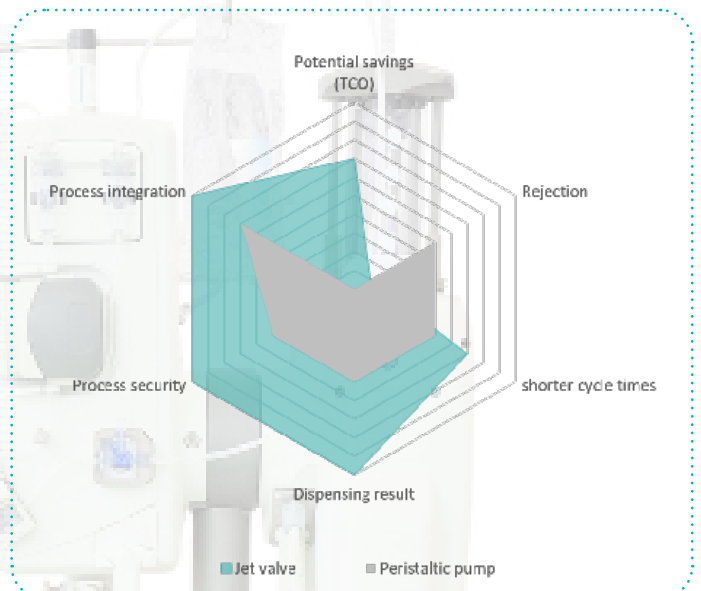 Potential savings
(TCO)
Process integration
Rejection
Process security
shorter cycle times
Dispensing result
Jet valve
Peristaltic pump